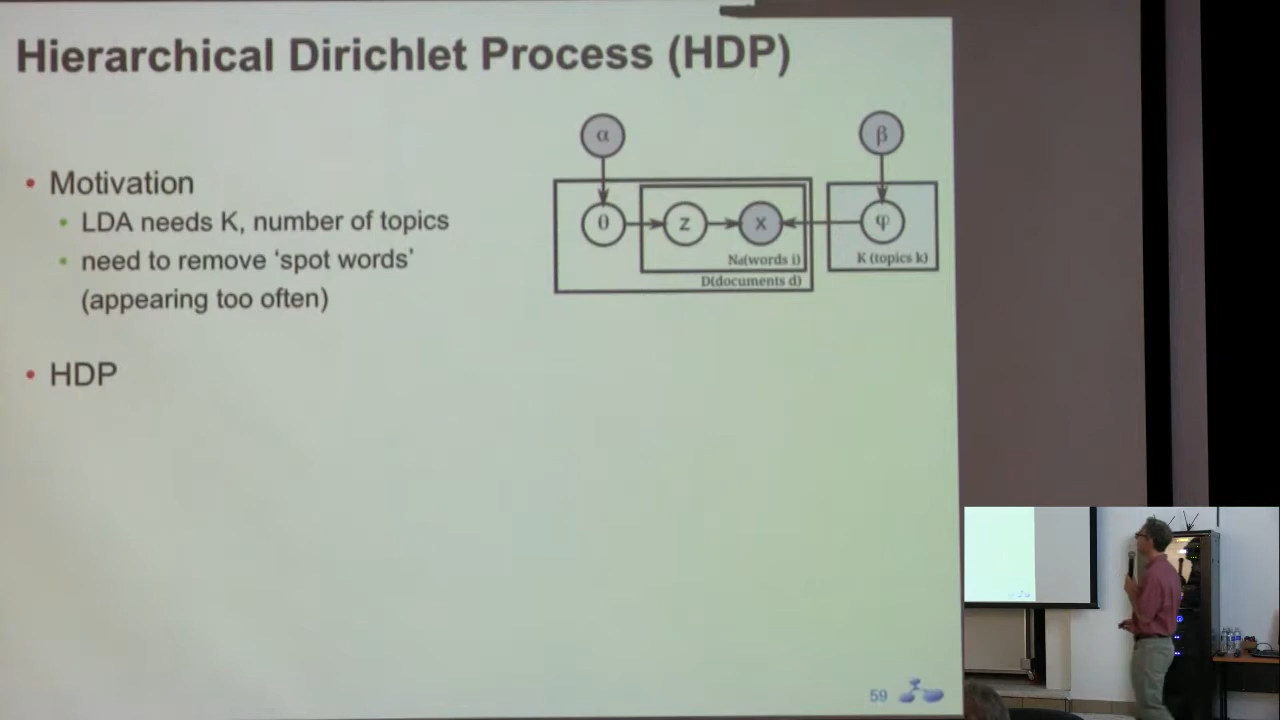 Hierarchical Dirichlet Process (HDP)
α
β
• Motivation
• LDA needs K, number of topics
• need to remove ‘spot words’
(appearing too often)
θ
z
x
φ
Nd(words i)
K (topics k)
D(documents d)
• HDP
59